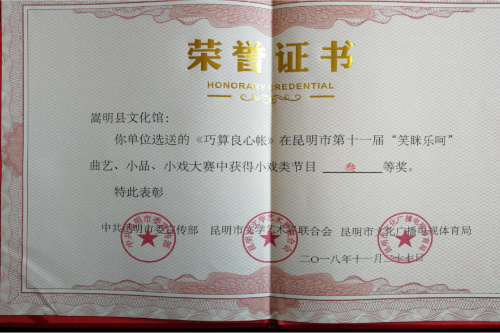 荣誉证书
HONORARY CREDENTIAL
嵩明县文化馆：
你单位选送的《巧算良心帐》在昆明市第十一届“笑眯乐呵”
曲艺、小品、小戏大赛中获得小戏类节目 叁 等奖。
特此表彰
中共昆明市委宣传部 昆明市文学艺术界联合会 昆明市文化广播电视体育局
二〇一八年十一月二十七日